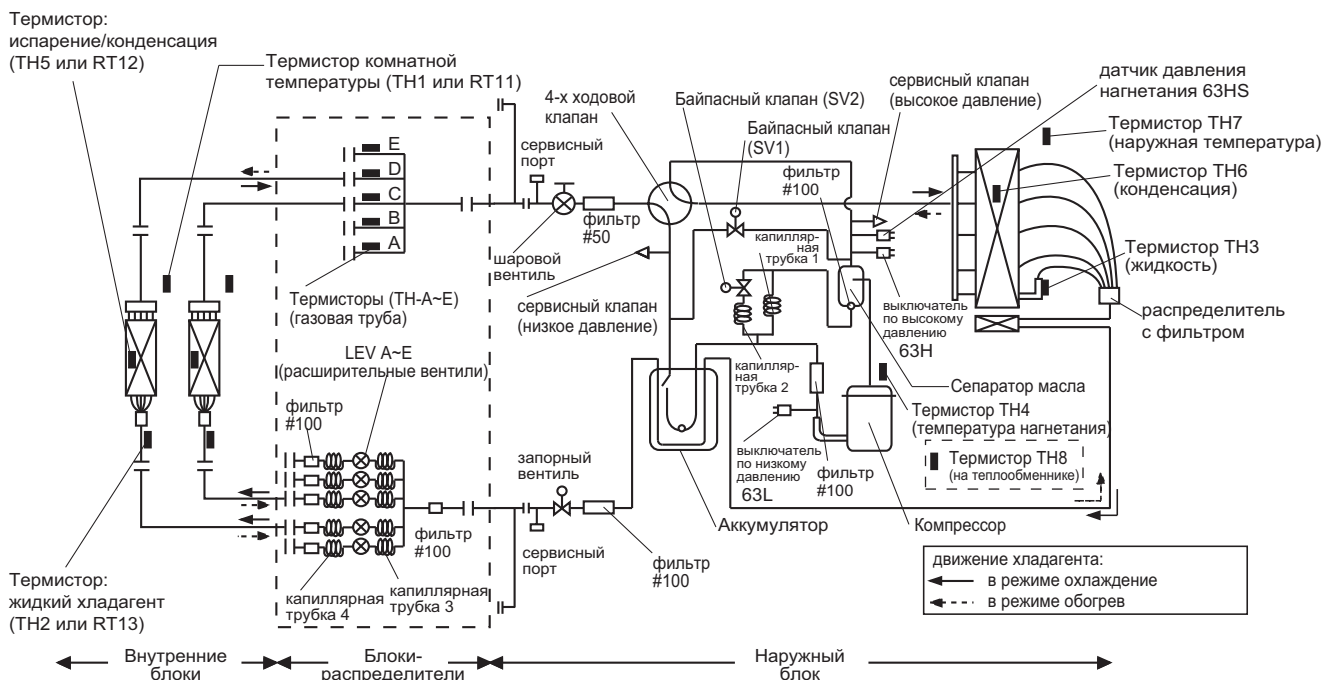 Термистор:
испарение/конденсация
(TH5 или RT12)
Термистор комнатной
температуры (TH1 или RT11)
4-х ходовой
клапан
Байпасный клапан (SV2)
Байпасный клапан
(SV1)
сервисный клапан
(высокое давление)
датчик давления
нагнетания 63HS
Термистор TH7
(наружная температура)
Термистор TH6
(конденсация)
Термистор TH3
(жидкость)
распределитель
с фильтром
E
D
C
B
A
сервисный
порт
фильтр
#100
фильтр
#50
шаровой
вентиль
капилляр-
ная
трубка 1
сервисный клапан
(низкое давление)
выключатель
по высокому
давлению
63H
Термисторы (TH-A~E)
(газовая труба)
LEV A~E
(расширительные вентили)
капилляр-
ная
трубка 2
Сепаратор масла
Термистор TH4
(температура нагнетания)
Термистор TH8
(на теплообменнике)
фильтр
#100
запорный
вентиль
выключатель
по низкому
давлению
63L
фильтр
#100
Аккумулятор
Компрессор
фильтр
#100
сервисный
порт
фильтр
#100
капиллярная
трубка 4
капиллярная
трубка 3
Термистор:
жидкий хладагент
(TH2 или RT13)
движение хладагента:
в режиме охлаждение
в режиме обогрев
Внутренние
блоки
Блоки-
распределители
Наружный
блок